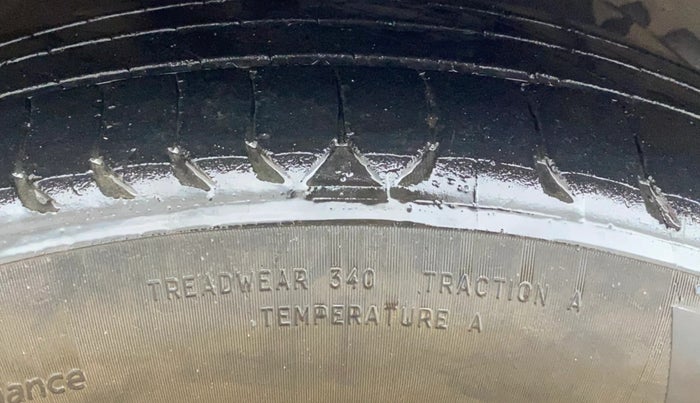 TREADWEAR 340 TRACTION A
TEMPERATURE A